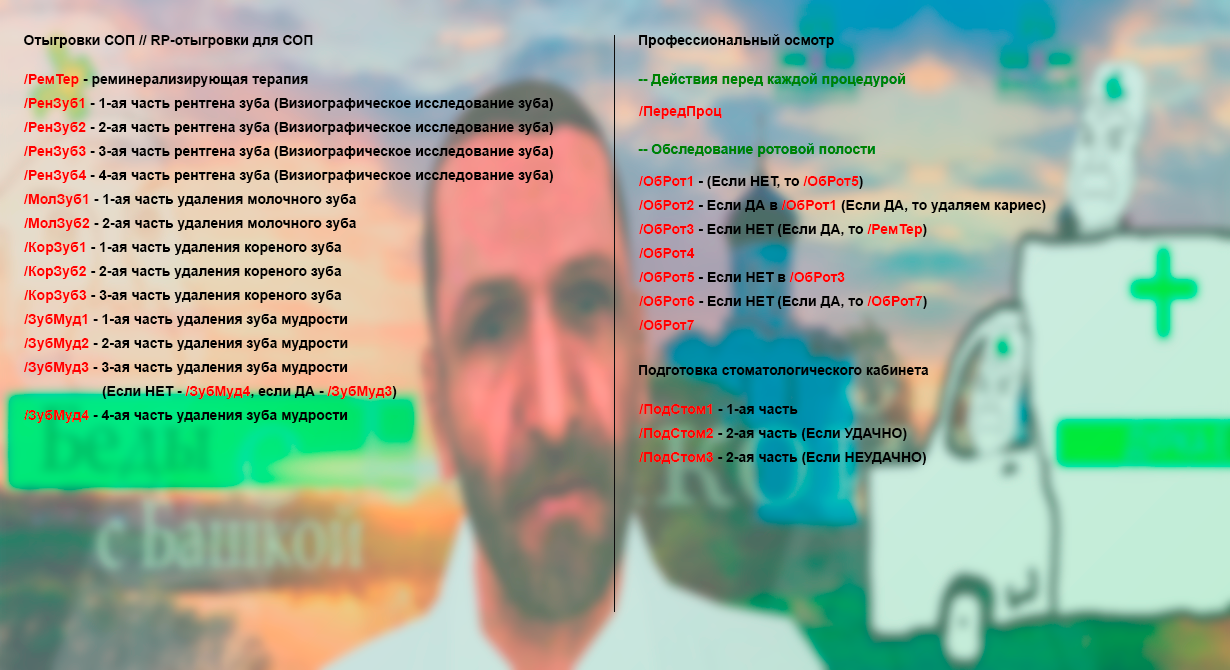 Отыгровки СОП // RP-отыгровки для СОП
/РемТер - реминерализирующая терапия
/РенЗуб1 - 1-ая часть рентгена зуба (Визиографическое исследование зуба)
/РенЗуб2 - 2-ая часть рентгена зуба (Визиографическое исследование зуба)
/РенЗуб3 - 3-ая часть рентгена зуба (Визиографическое исследование зуба)
/РенЗуб4 - 4-ая часть рентгена зуба (Визиографическое исследование зуба)
/МолЗуб1 - 1-ая часть удаления молочного зуба
/МолЗуб2 - 2-ая часть удаления молочного зуба
/КорЗуб1 - 1-ая часть удаления кореного зуба
/КорЗуб2 - 2-ая часть удаления кореного зуба
/КорЗуб3 - 3-ая часть удаления кореного зуба
/ЗубМуд1 - 1-ая часть удаления зуба мудрости
/ЗубМуд2 - 2-ая часть удаления зуба мудрости
/ЗубМуд3 - 3-ая часть удаления зуба мудрости
(Если НЕТ - /ЗубМуд4, если ДА - /ЗубМуд3)
/ЗубМуд4 - 4-ая часть удаления зуба мудрости
Беды
с башкой
Профессиональный осмотр
-- Действия перед каждой процедурой
/ПередПроц
-- Обследование ротовой полости
/ОбРот1 - (Если НЕТ, то /ОбРот5)
/ОбРот2 - Если ДА в /ОбРот1 (Если ДА, то удаляем кариес)
/ОбРот3 - Если НЕТ (Если ДА, то /РемТер)
/ОбРот4
/ОбРот5 - Если НЕТ в /ОбРот3
/ОбРот6 - Если НЕТ (Если ДА, то /ОбРот7)
/ОбРот7
Подготовка стоматологического кабинета
/ПодСтом1 - 1-ая часть
/ПодСтом2 - 2-ая часть (Если УДАЧНО)
/ПодСтом3 - 2-ая часть (Если НЕУДАЧНО)